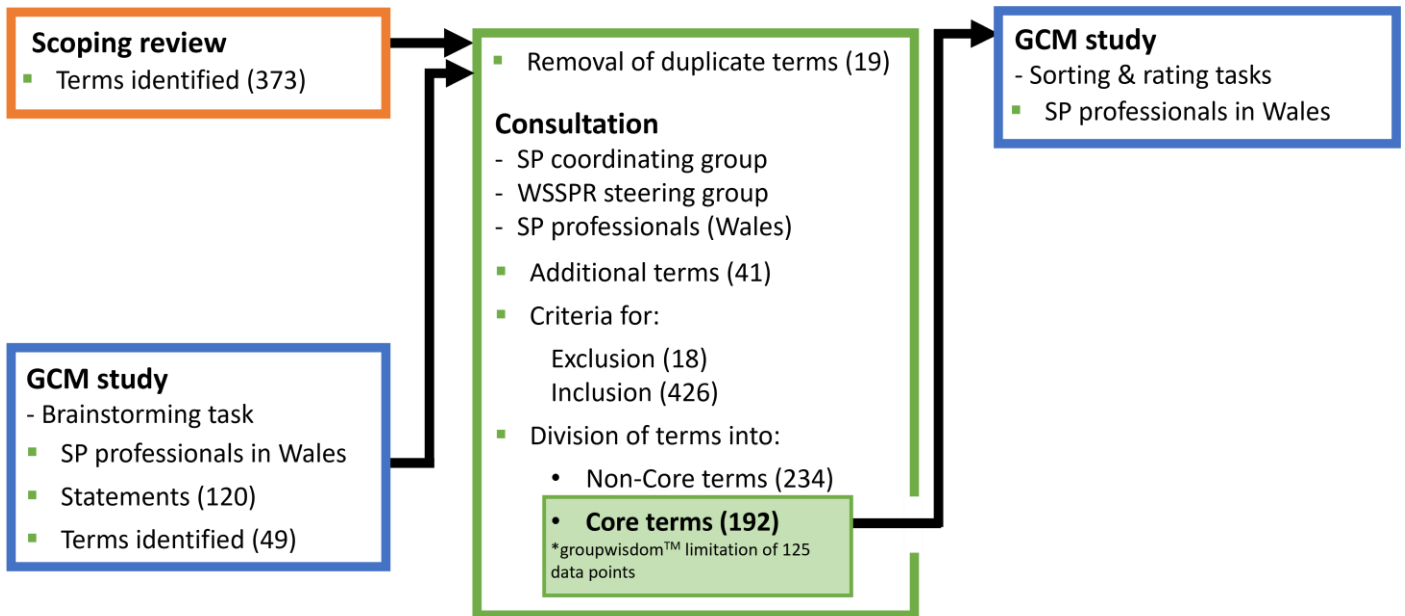 Scoping review
▪ Terms identified (373)
GCM study
- Brainstorming task
▪ SP professionals in Wales
▪ Statements (120)
▪ Terms identified (49)
▪ Removal of duplicate terms (19)
Consultation
- SP coordinating group
- WSSPR steering group
- SP professionals (Wales)
▪ Additional terms (41)
▪ Criteria for:
Exclusion (18)
Inclusion (426)
▪ Division of terms into:
• Non-Core terms (234)
• Core terms (192)
*groupwisdom™ limitation of 125
data points
GCM study
- Sorting & rating tasks
▪ SP professionals in Wales